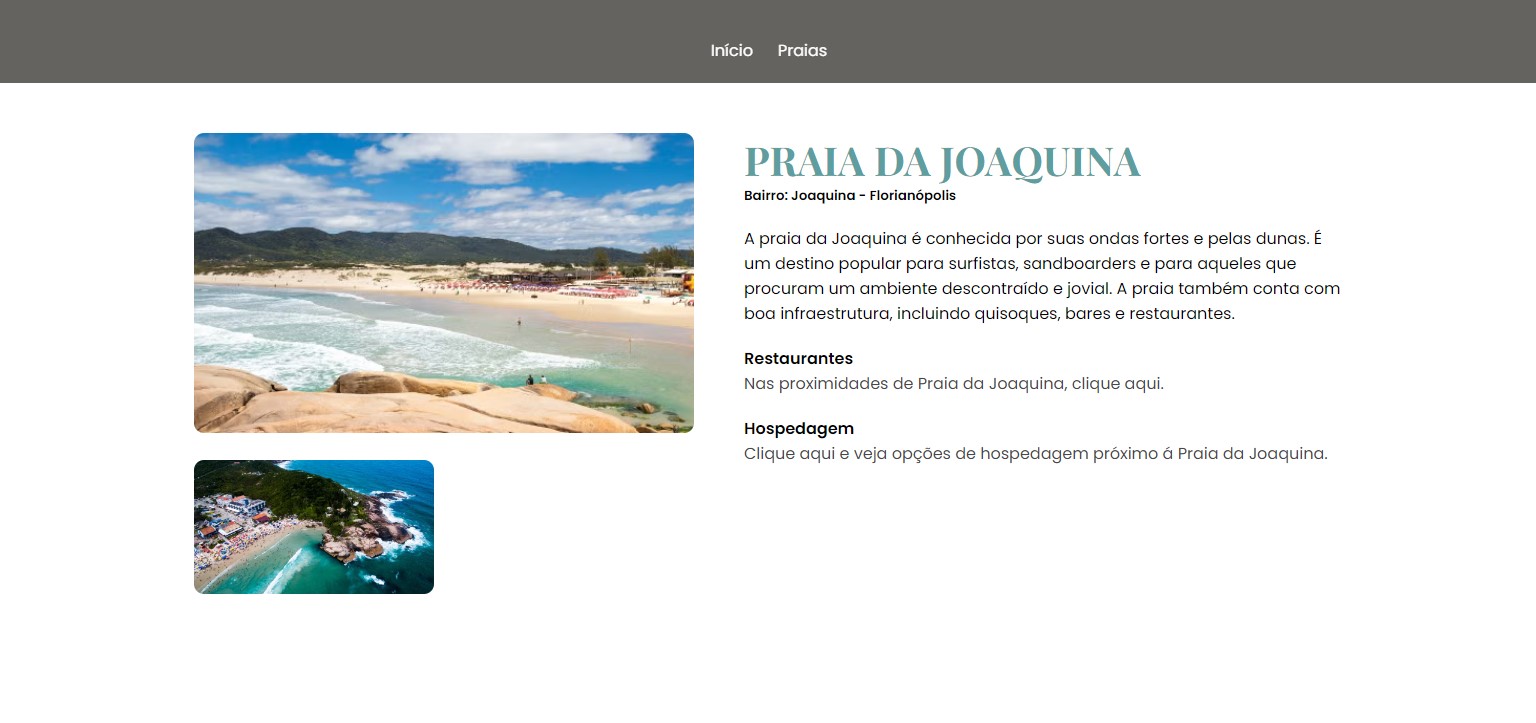 Início Praias
PRAIA DA JOAQUINA
Bairro: Joaquina - Florianópolis
A praia da Joaquina é conhecida por suas ondas fortes e pelas dunas. É
um destino popular para surfistas, sandboarders e para aqueles que
procuram um ambiente descontraído e jovial. A praia também conta com
boa infraestrutura, incluindo quisoques, bares e restaurantes.
Restaurantes
Nas proximidades de Praia da Joaquina, clique aqui.
Hospedagem
Clique aqui e veja opções de hospedagem próximo á Praia da Joaquina.